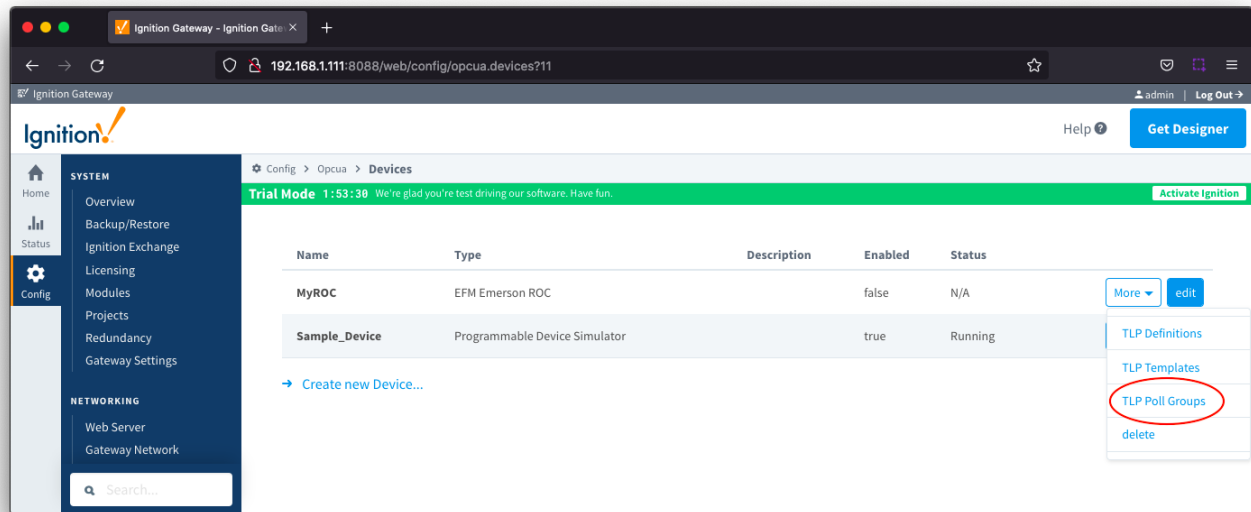 Ignition Gateway - Ignition Gate
192.168.1.111:8088/web/config/opcua.devices?11
Ignition Gateway
admin | Log Out
Ignition!
Help
Get Designer
Home
Status
Config
SYSTEM
Overview
Backup/Restore
Ignition Exchange
Licensing
Modules
Projects
Redundancy
Gateway Settings
NETWORKING
Web Server
Gateway Network
Search...
Config > Opcua > Devices
Trial Mode 1:53:30 We're glad you're test driving our software. Have fun.
Activate Ignition
Name Type Description Enabled Status
MyROC EFM Emerson ROC false N/A More edit
Sample_Device Programmable Device Simulator true Running
Create new Device...
TLP Definitions
TLP Templates
TLP Poll Groups
delete